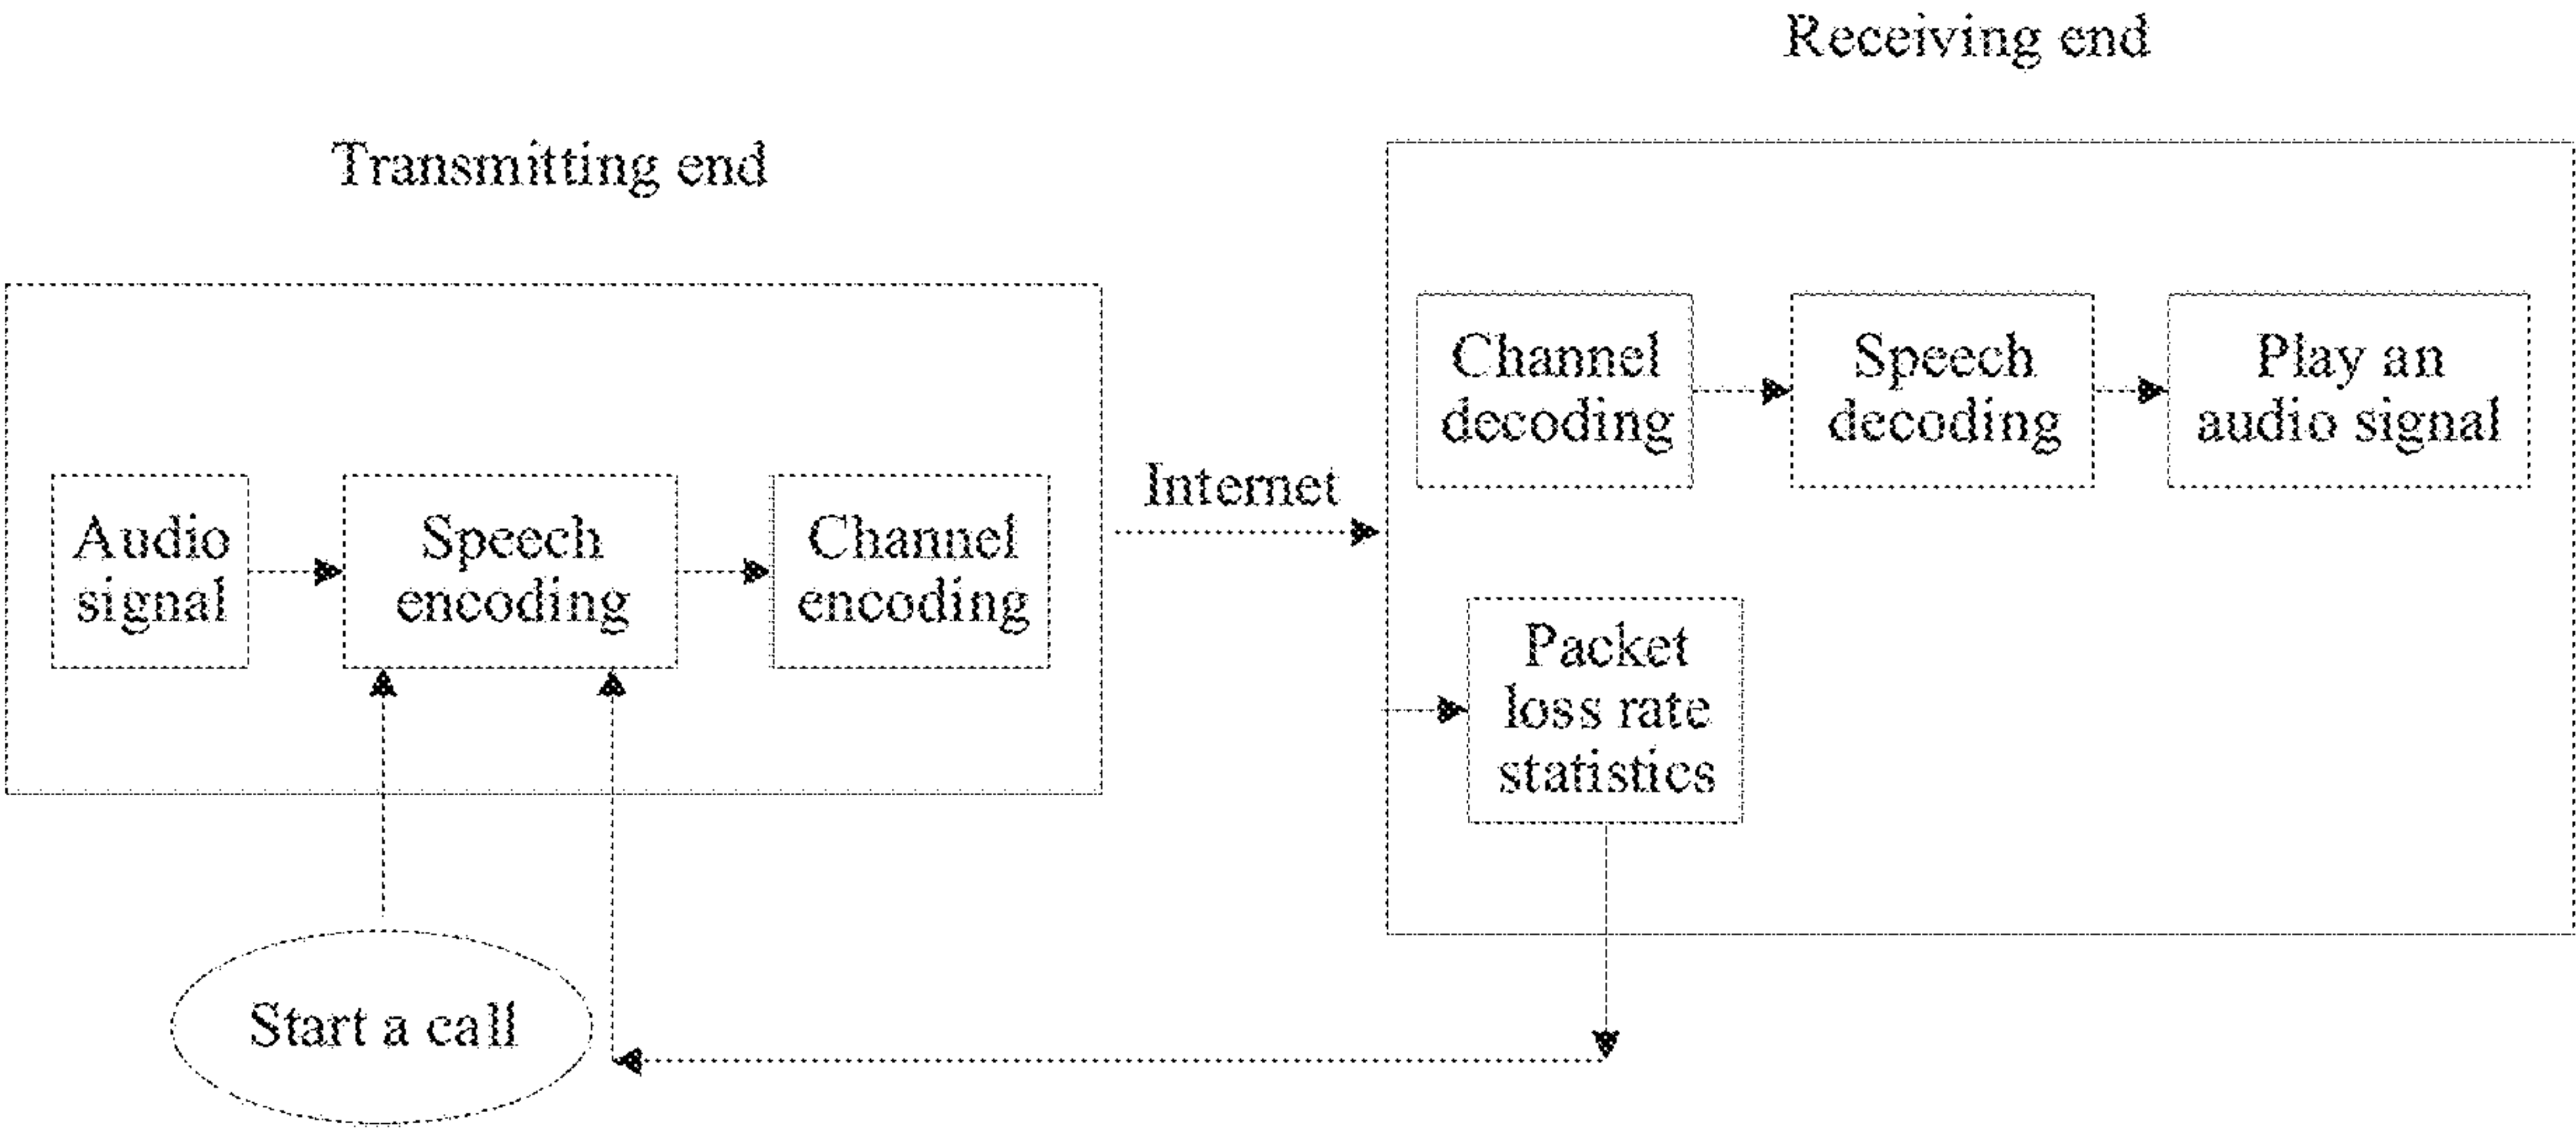 Receiving end
Transmitting end
Audio
signal
Speech
encoding
Channel
encoding
Internet
Channel
decoding
Speech
decoding
Play an
audio signal
Packet
loss rate
statistics
Start a call